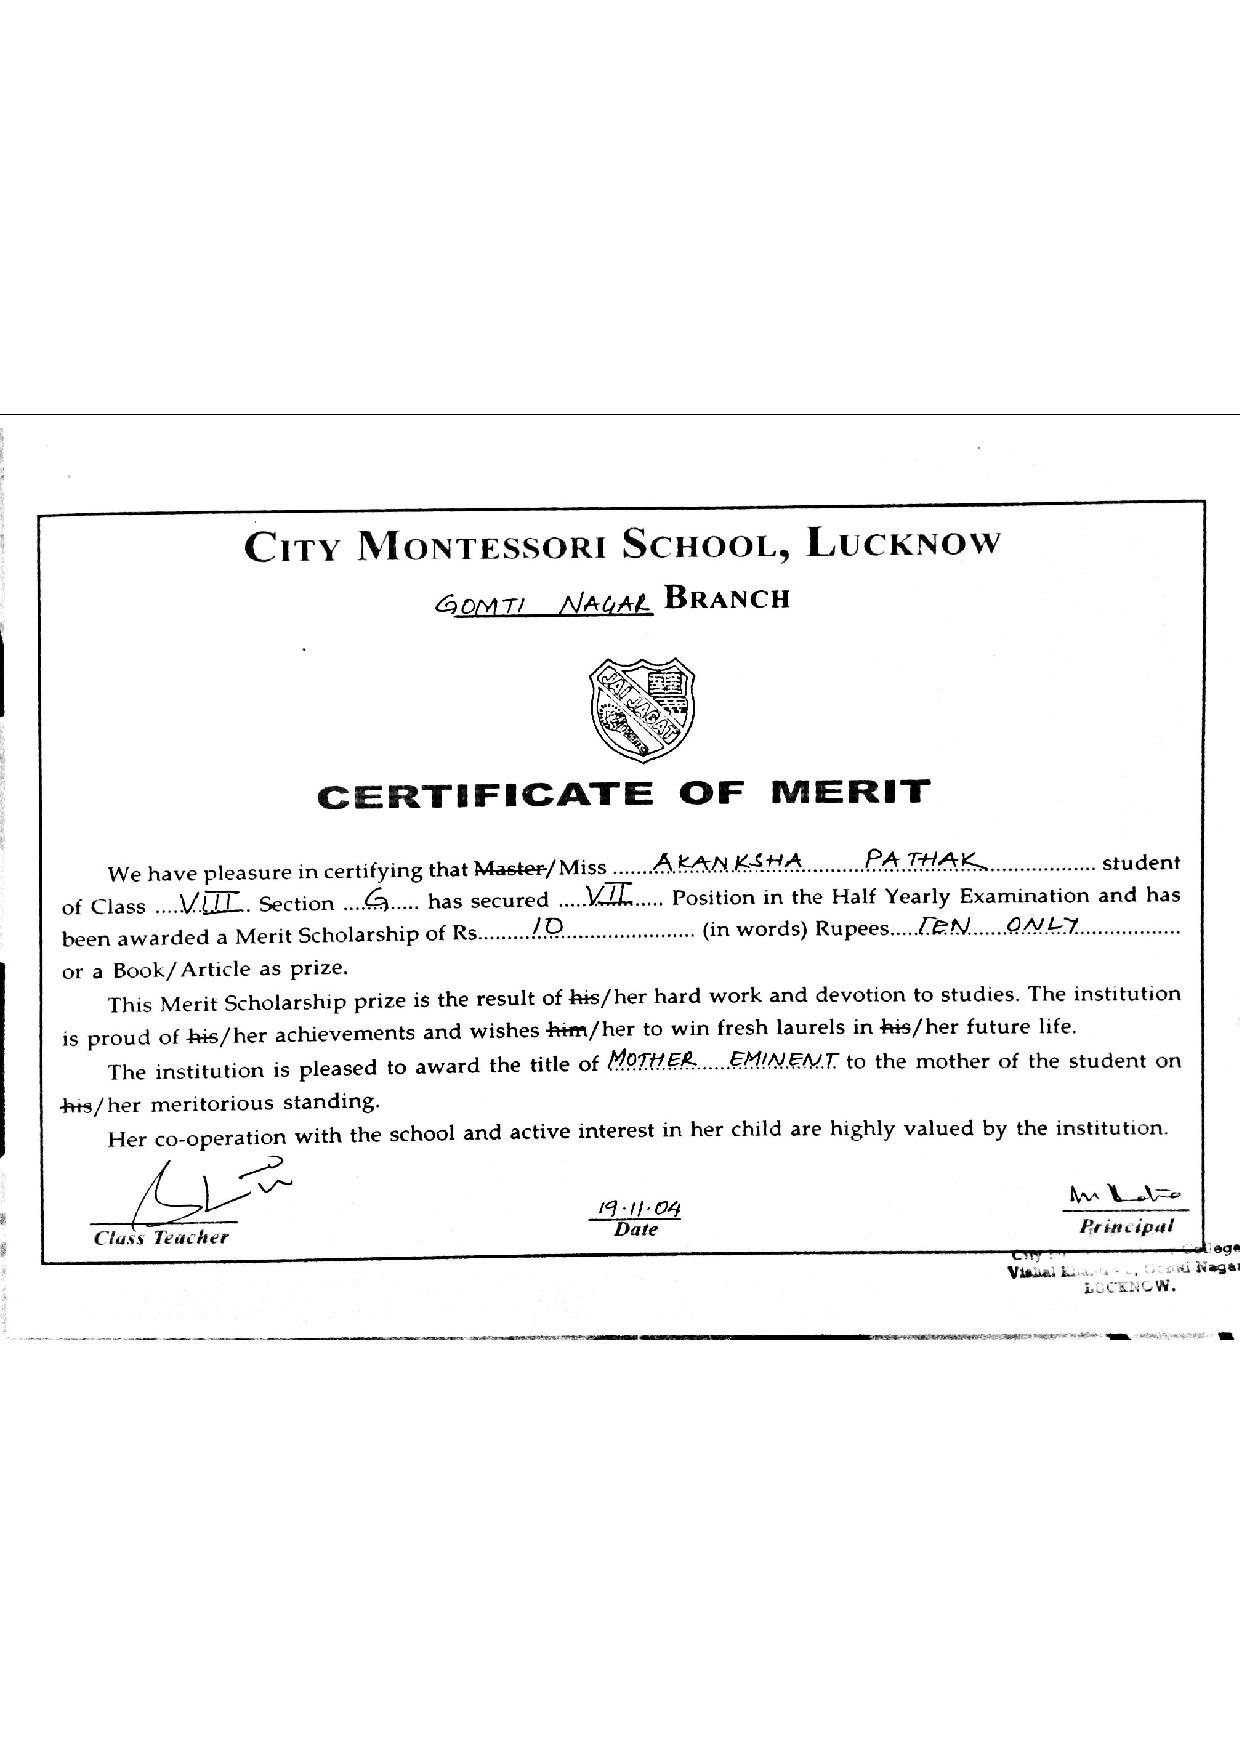 CITY MONTESSORI SCHOOL, LUCKNOW
GOMTI NAGAR BRANCH
JAI JAGAT
CERTIFICATE OF MERIT
We have pleasure in certifying that Master/Miss .......AKANKSHA..........PATHAK.................. student
of Class ....VIII.. Section ....G..... has secured .....VII..... Position in the Half Yearly Examination and has
been awarded a Merit Scholarship of Rs.........10........................ (in words) Rupees.....TEN......ONLY.................
or a Book/Article as prize.
This Merit Scholarship prize is the result of his/her hard work and devotion to studies. The institution
is proud of his/her achievements and wishes him/her to win fresh laurels in his/her future life.
The institution is pleased to award the title of MOTHER......EMINENT to the mother of the student on
his/her meritorious standing.
Her co-operation with the school and active interest in her child are highly valued by the institution.
19.11.04
Class Teacher Date Principal
City
Vishal Gomti Nagar
LUCKNOW.